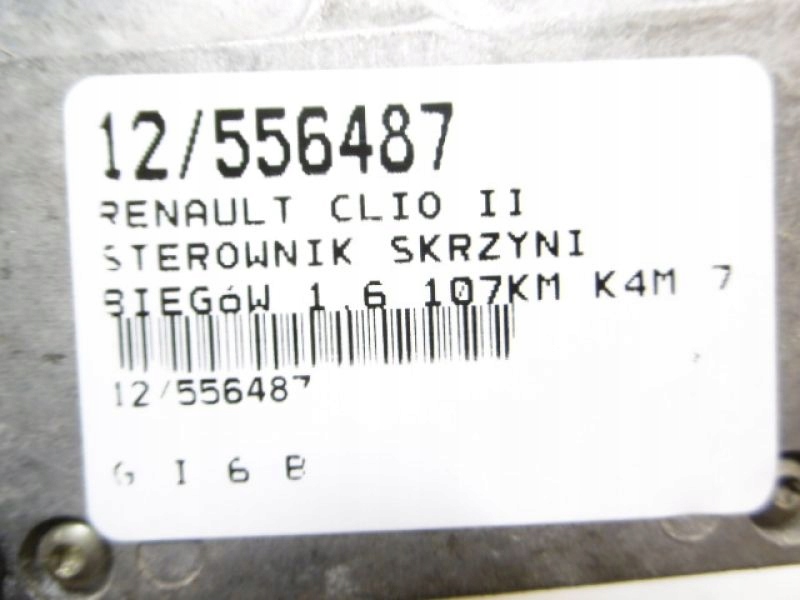 12/556487
RENAULT CLIO II
STEROWNIK SKRZYNI
BIEGóW 1.6 107KM K4M 7
12/556487
G I 6 B